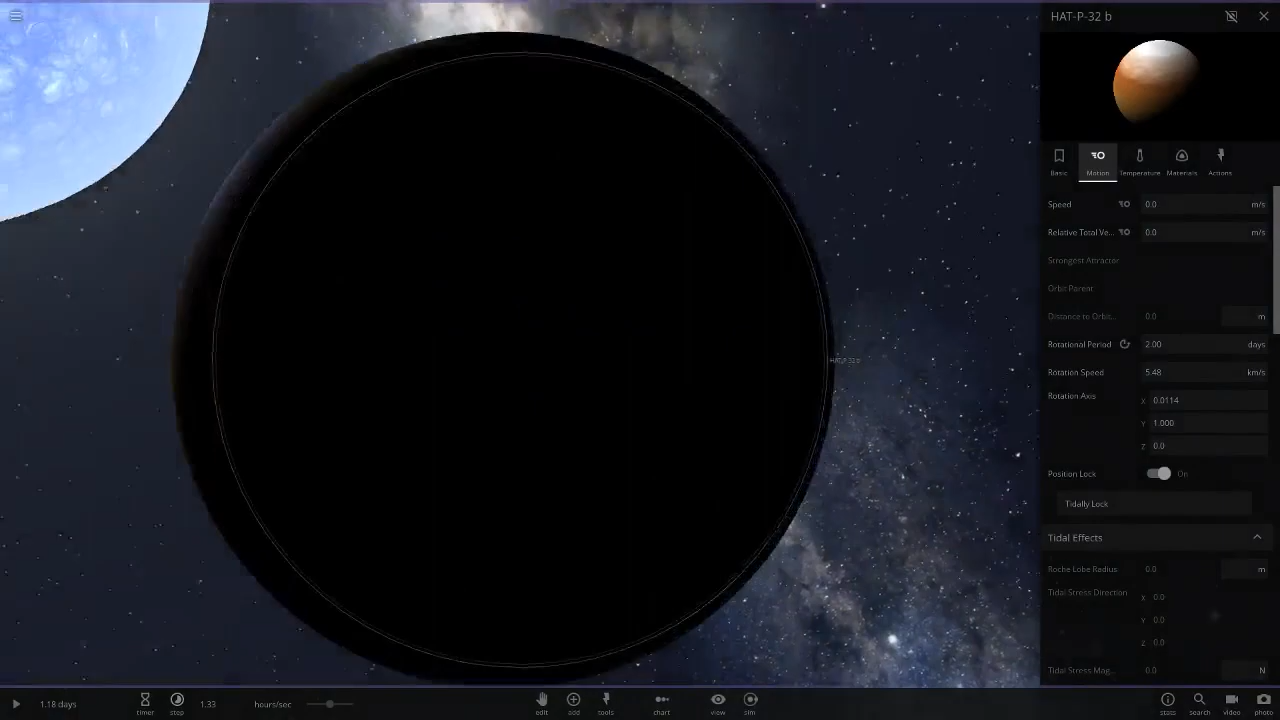 HAT-P-32 b
Basic
Motion
Temperature
Materials
Actions
Speed 0.0 m/s
Relative Total Ve... 0.0 m/s
Strongest Attractor
Orbit Parent
Distance to Orbit... 0.0 m
Rotational Period 2.00 days
Rotation Speed 5.48 km/s
Rotation Axis X 0.0114
Y 1.000
Z 0.0
Position Lock On
Tidally Lock
Tidal Effects
Roche Lobe Radius 0.0 m
Tidal Stress Direction X 0.0
Y 0.0
Z 0.0
Tidal Stress Mag... 0.0 N
HAT-P-32 b
1.18 days
timer
step
1.33 hours/sec
edit
add
tools
chart
view
sim
stats
search
video
photo